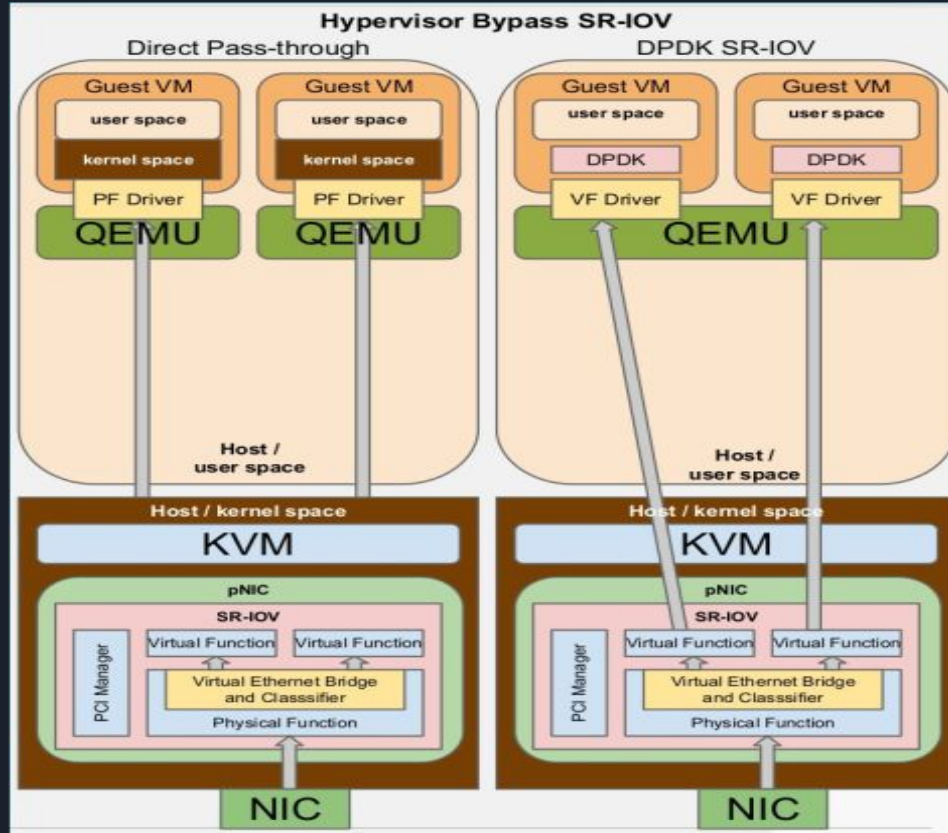 Hypervisor Bypass SR-IOV
Direct Pass-through
Guest VM
user space
kernel space
PF Driver
QEMU
Guest VM
user space
kernel space
PF Driver
QEMU
Host /
user space
Host / kernel space
KVM
pNIC
SR-IOV
PCI Manager
Virtual Function
Virtual Function
Virtual Ethernet Bridge
and Classsifier
Physical Function
NIC
DPDK SR-IOV
Guest VM
user space
DPDK
VF Driver
Guest VM
user space
DPDK
VF Driver
QEMU
Host /
user space
Host / kernel space
KVM
pNIC
SR-IOV
PCI Manager
Virtual Function
Virtual Function
Virtual Ethernet Bridge
and Classsifier
Physical Function
NIC